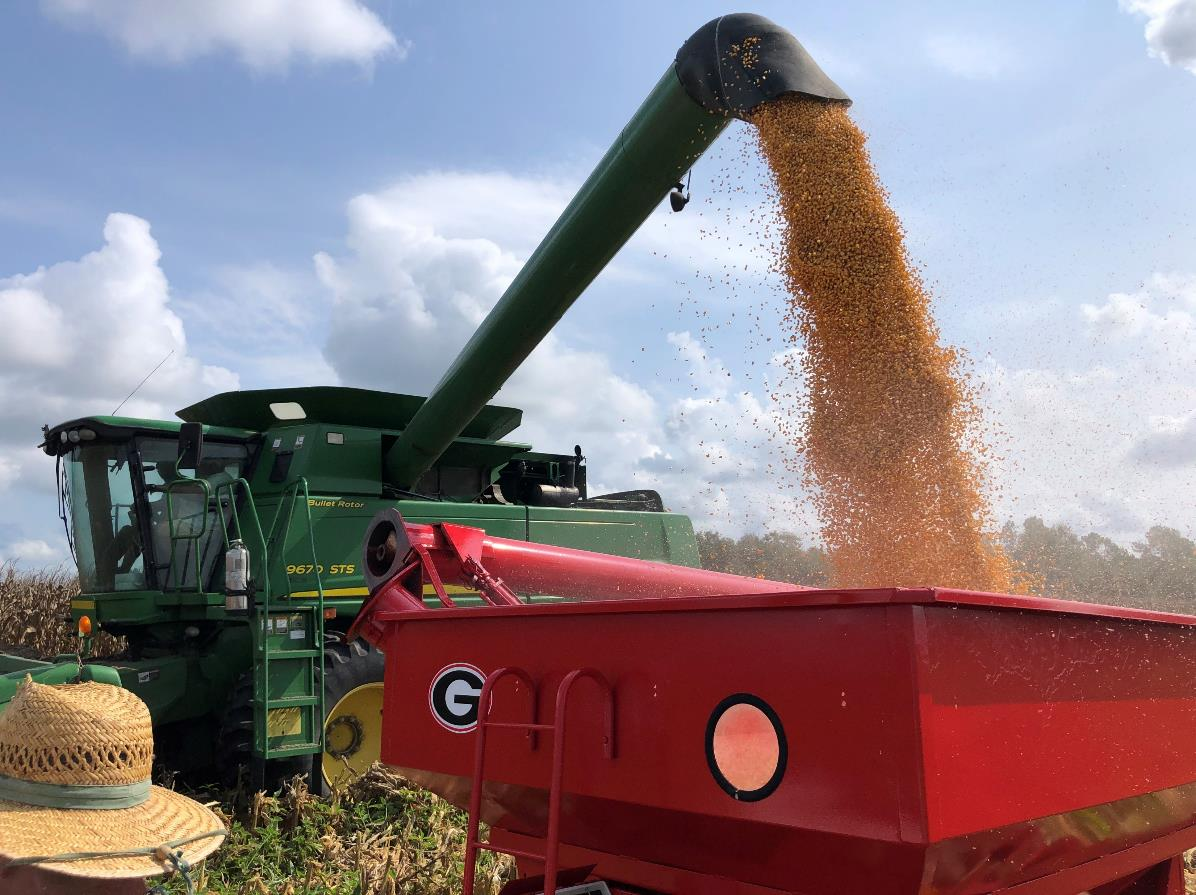 Bullet Rotor
9670 STS
G